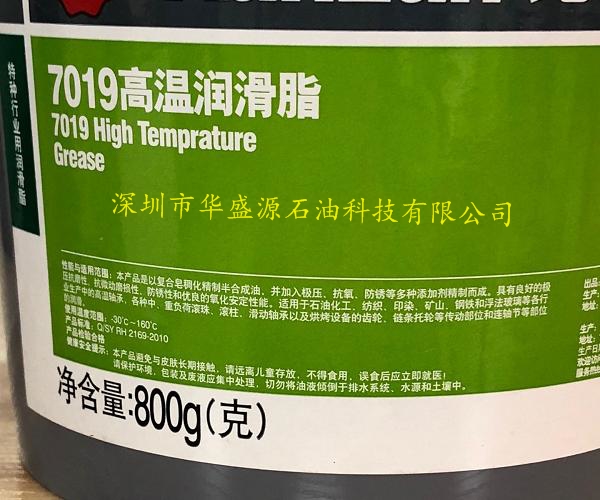 特种行业用润滑脂
7019高温润滑脂
7019 High Temprature
Grease
深圳市华盛源石油科技有限公司
性能与适用范围：本产品是以复合皂稠化精制半合成油，并加入极压、抗氧、防锈等多种添加剂精制而成。具有良好的极
压抗磨性、抗微动磨损性、防锈性和优良的氧化安定性能。适用于石油化工、纺织、印染、矿山、钢铁和浮法玻璃等各行
业生产中的高温轴承、各种中、重负荷滚珠、滚柱、滑动轴承以及烘烤设备的齿轮、链条托轮等传动部位和连轴节等部位
的润滑。
使用温度范围：-30℃~160℃
产品标准：Q/SY RH 2169-2010
产品检验合格
健康安全提示：本产品避免与皮肤长期接触，请远离儿童存放，不得食用，误食后应立即就医！
请保护环境，包装及废液应集中处理，切勿将油液倾倒于排水系统、水源和土壤中。
出品：
生产：
地址：
生产：
地址：
生产日
欢迎访
服务热
净含量：800g（克）